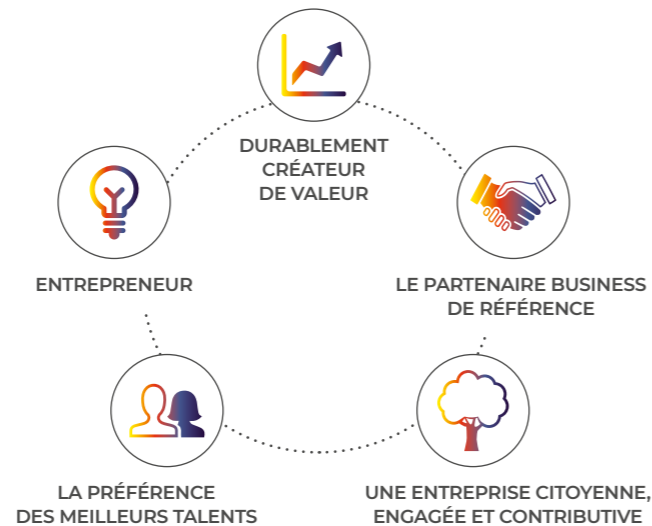 DURABLEMENT
CRÉATEUR
DE VALEUR
ENTREPRENEUR
LE PARTENAIRE BUSINESS
DE RÉFÉRENCE
LA PRÉFÉRENCE
DES MEILLEURS TALENTS
UNE ENTREPRISE CITOYENNE,
ENGAGÉE ET CONTRIBUTIVE